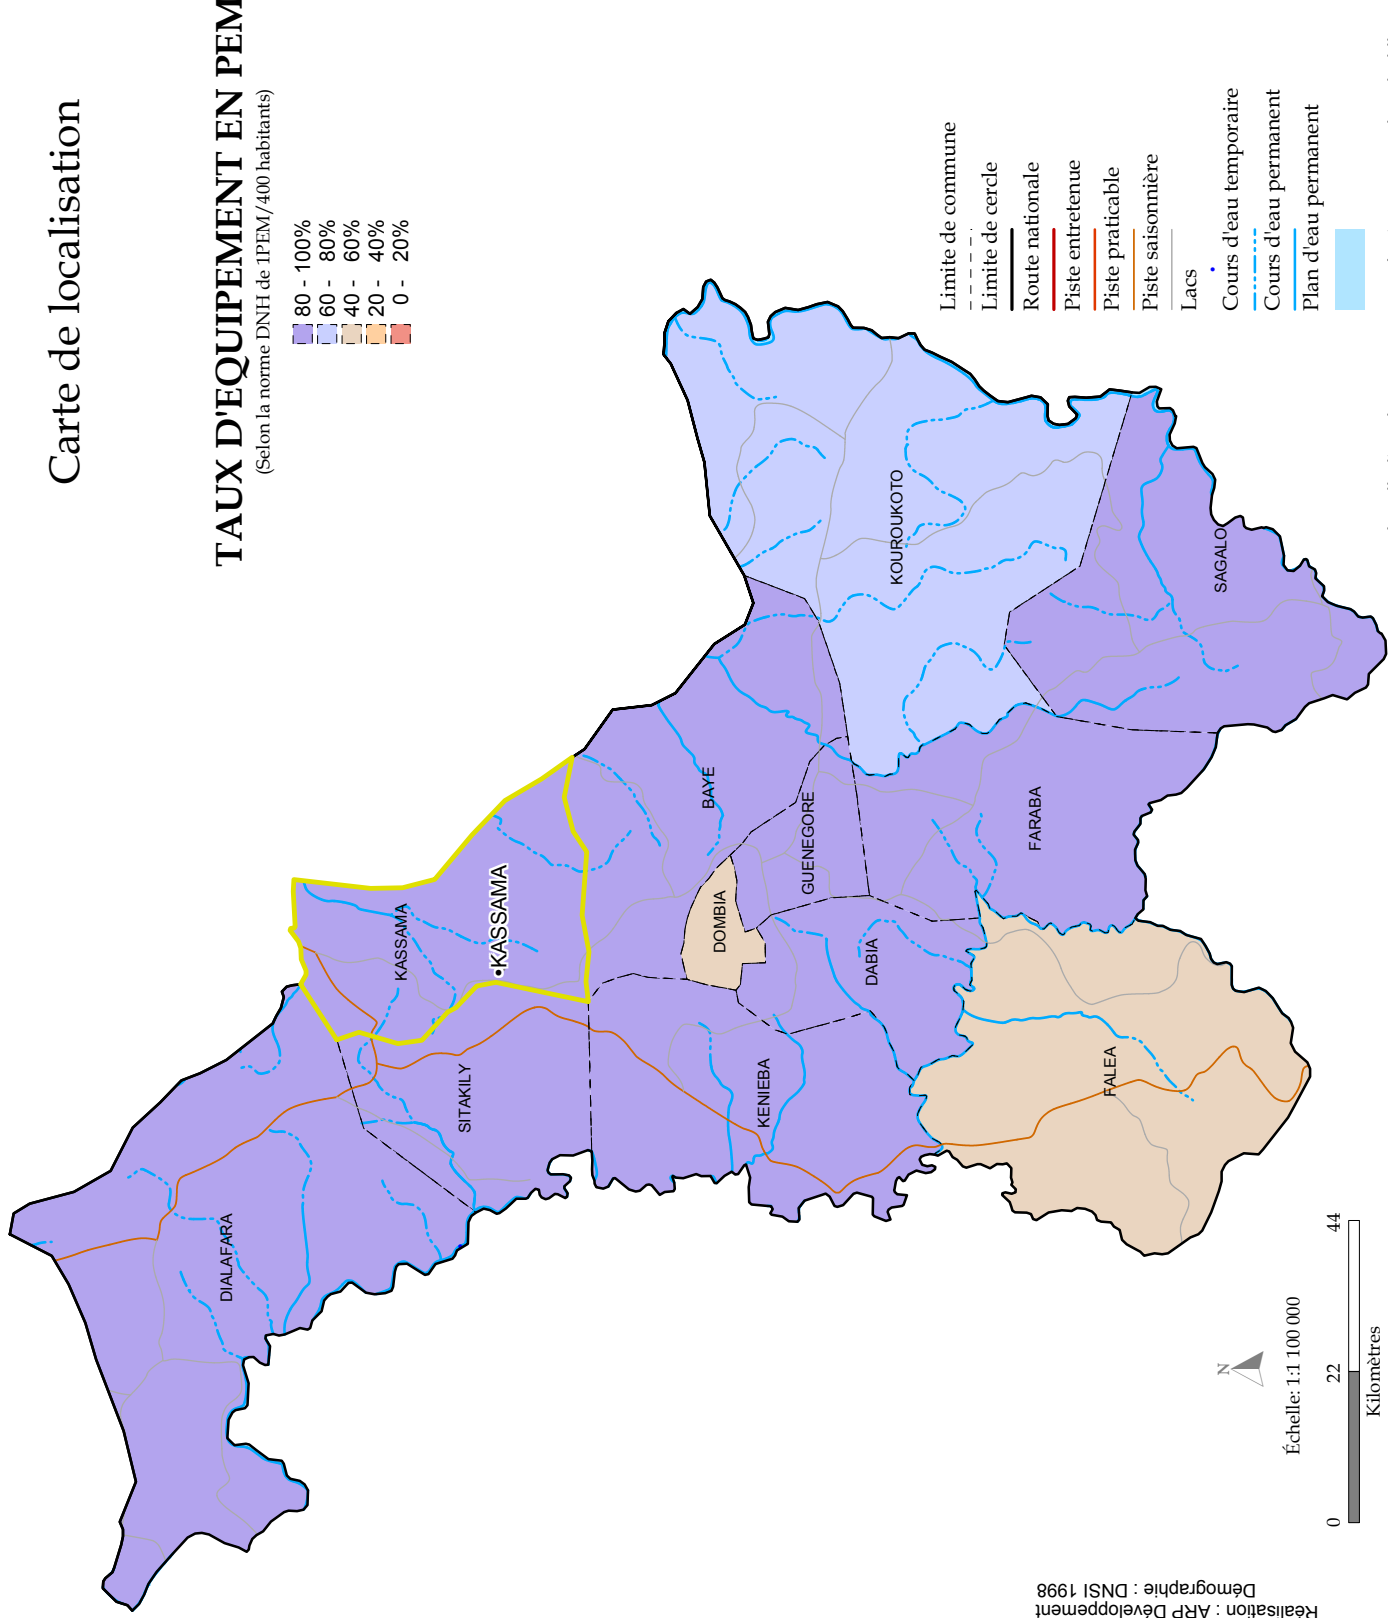 Carte de localisation
TAUX D'EQUIPEMENT EN PEM
(Selon la norme DNH de 1PEM/400 habitants)
80 - 100%
60 - 80%
40 - 60%
20 - 40%
0 - 20%
Limite de commune
Limite de cercle
Route nationale
Piste entretenue
Piste praticable
Piste saisonnière
Lacs
Cours d'eau temporaire
Cours d'eau permanent
Plan d'eau permanent
DIALAFARA
SITAKILY
KASSAMA
•KASSAMA
BAYE
DOMBIA
GUENEGORE
KENIEBA
DABIA
KOUROUKOTO
FARABA
FALEA
SAGALO
N
Échelle: 1:1 100 000
0 22 44
Kilomètres
Réalisation : ARP Développement
Démographie : DNSI 1998